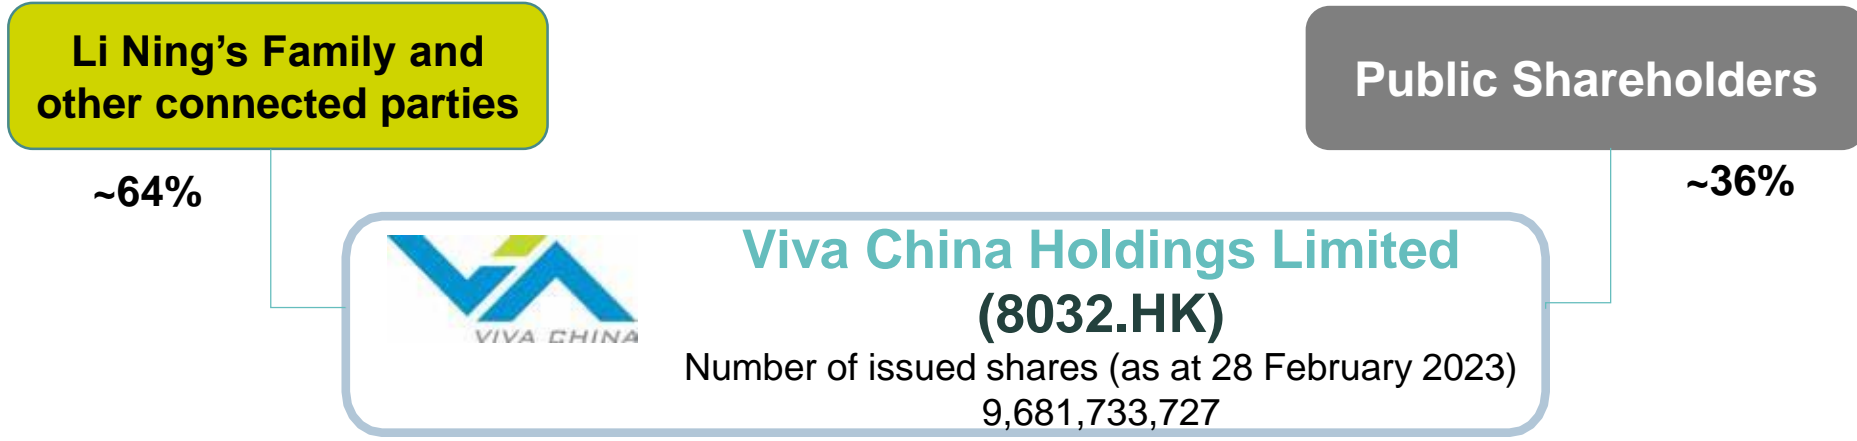 Li Ning’s Family and
other connected parties
Public Shareholders
~64%
~36%
Viva China Holdings Limited
(8032.HK)
VIVA CHINA
Number of issued shares (as at 28 February 2023)
9,681,733,727